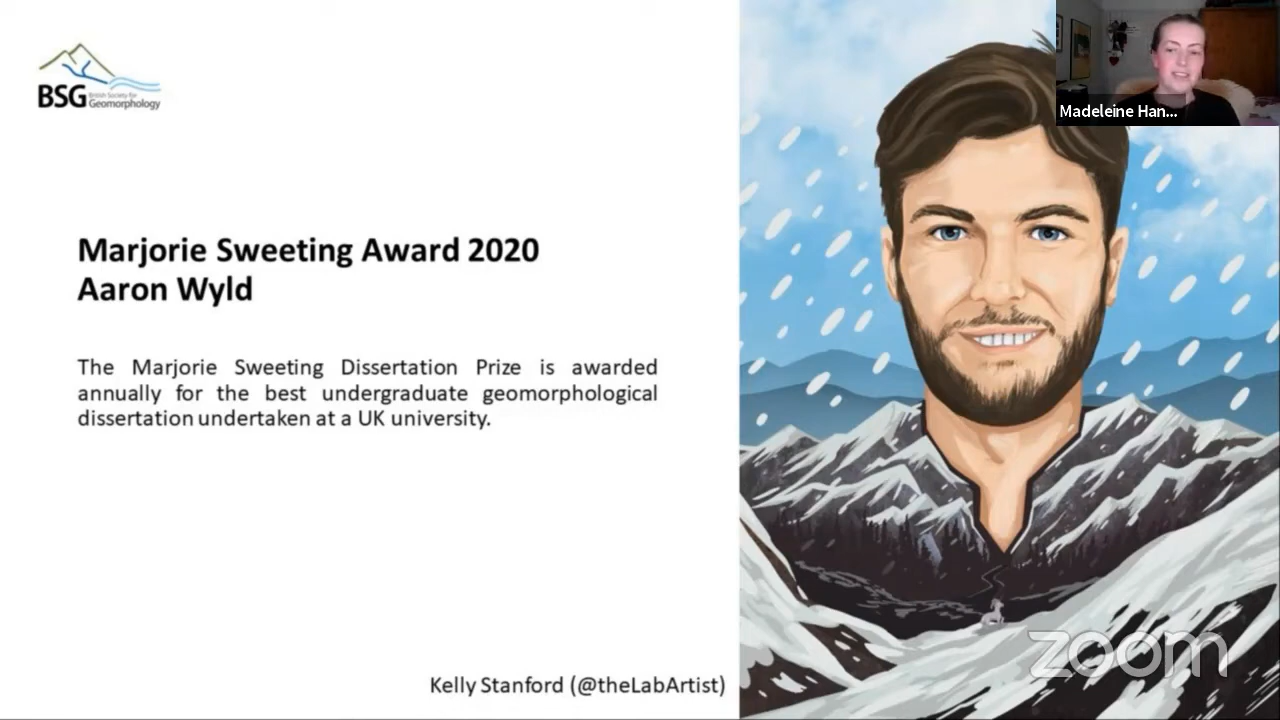 Madeleine Han...
BSG British Society for
Geomorphology
Marjorie Sweeting Award 2020
Aaron Wyld
The Marjorie Sweeting Dissertation Prize is awarded
annually for the best undergraduate geomorphological
dissertation undertaken at a UK university.
zoom
Kelly Stanford (@theLabArtist)